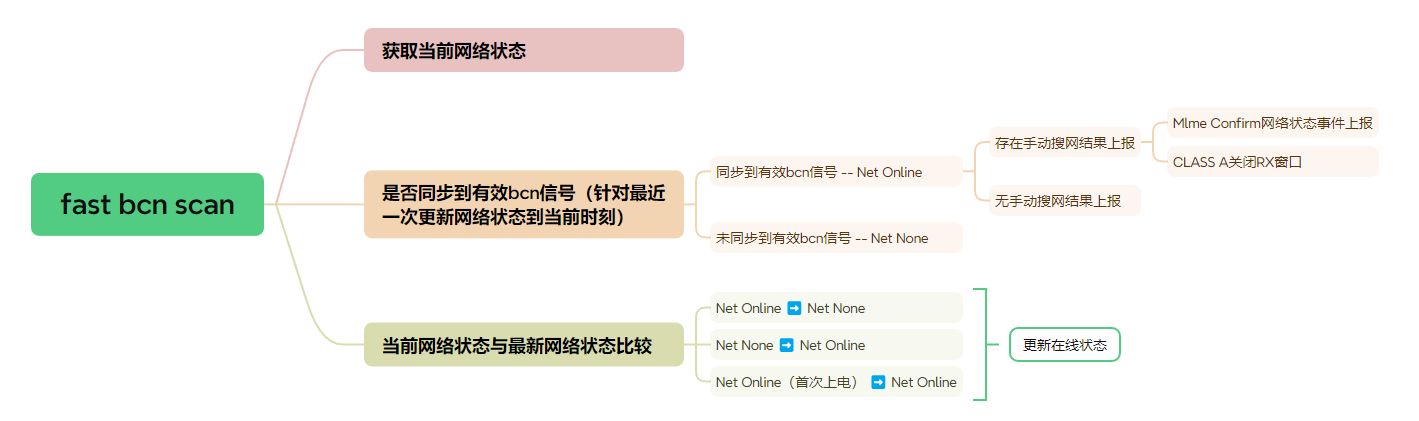 fast bcn scan
获取当前网络状态
是否同步到有效bcn信号（针对最近
一次更新网络状态到当前时刻）
同步到有效bcn信号 -- Net Online
存在手动搜网结果上报
Mlme Confirm网络状态事件上报
CLASS A关闭RX窗口
无手动搜网结果上报
未同步到有效bcn信号 -- Net None
当前网络状态与最新网络状态比较
Net Online ➡️ Net None
Net None ➡️ Net Online
Net Online（首次上电） ➡️ Net Online
更新在线状态